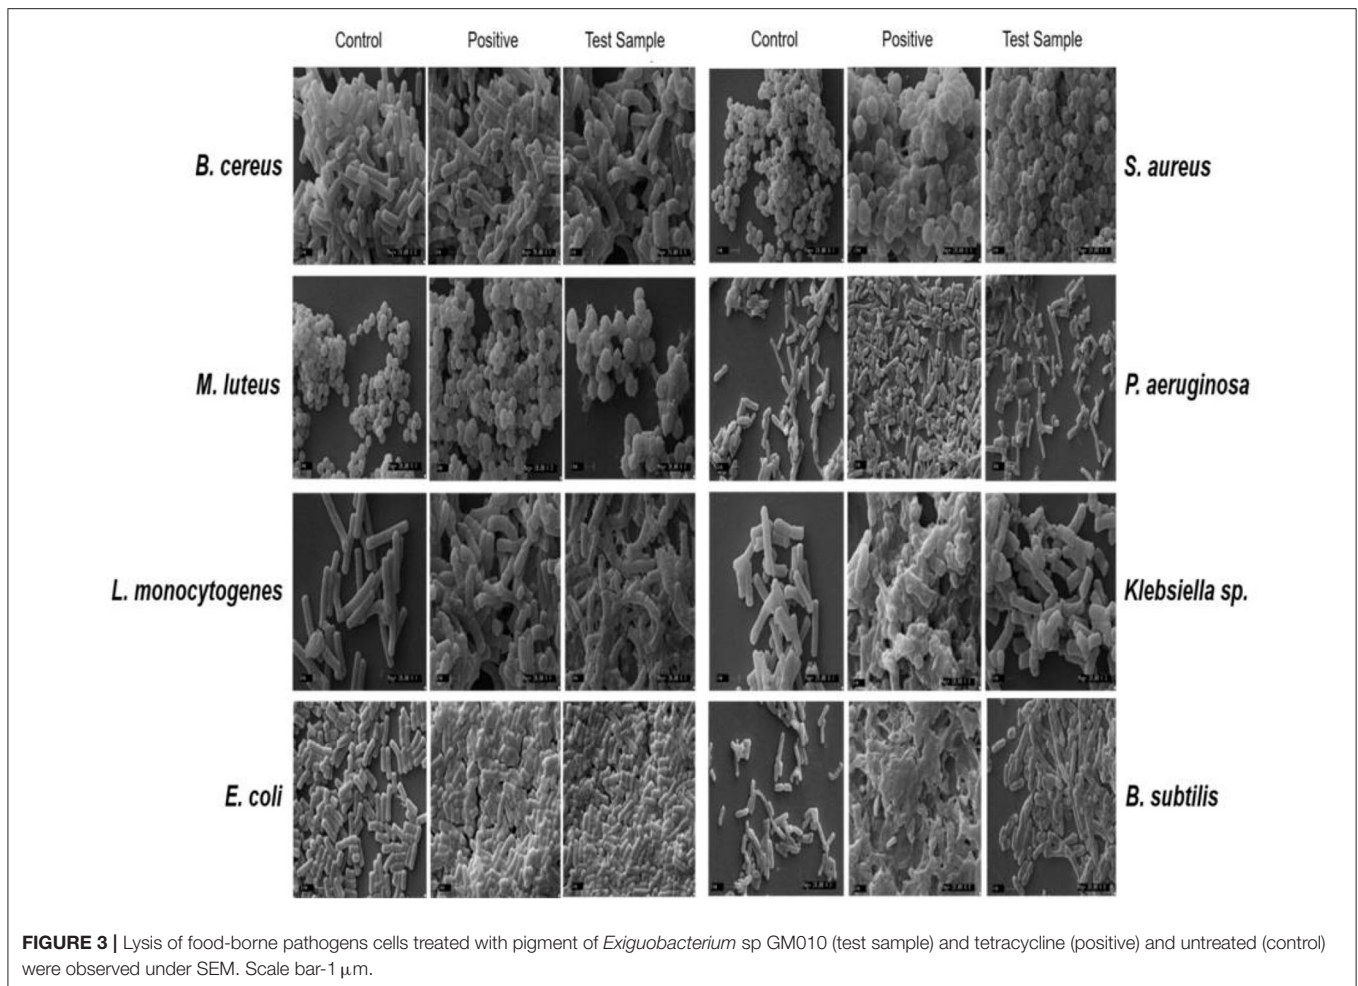 Control Positive Test Sample Control Positive Test Sample
B. cereus
S. aureus
M. luteus
P. aeruginosa
L. monocytogenes
Klebsiella sp.
E. coli
B. subtilis
FIGURE 3 | Lysis of food-borne pathogens cells treated with pigment of Exiguobacterium sp GM010 (test sample) and tetracycline (positive) and untreated (control)
were observed under SEM. Scale bar-1 μm.